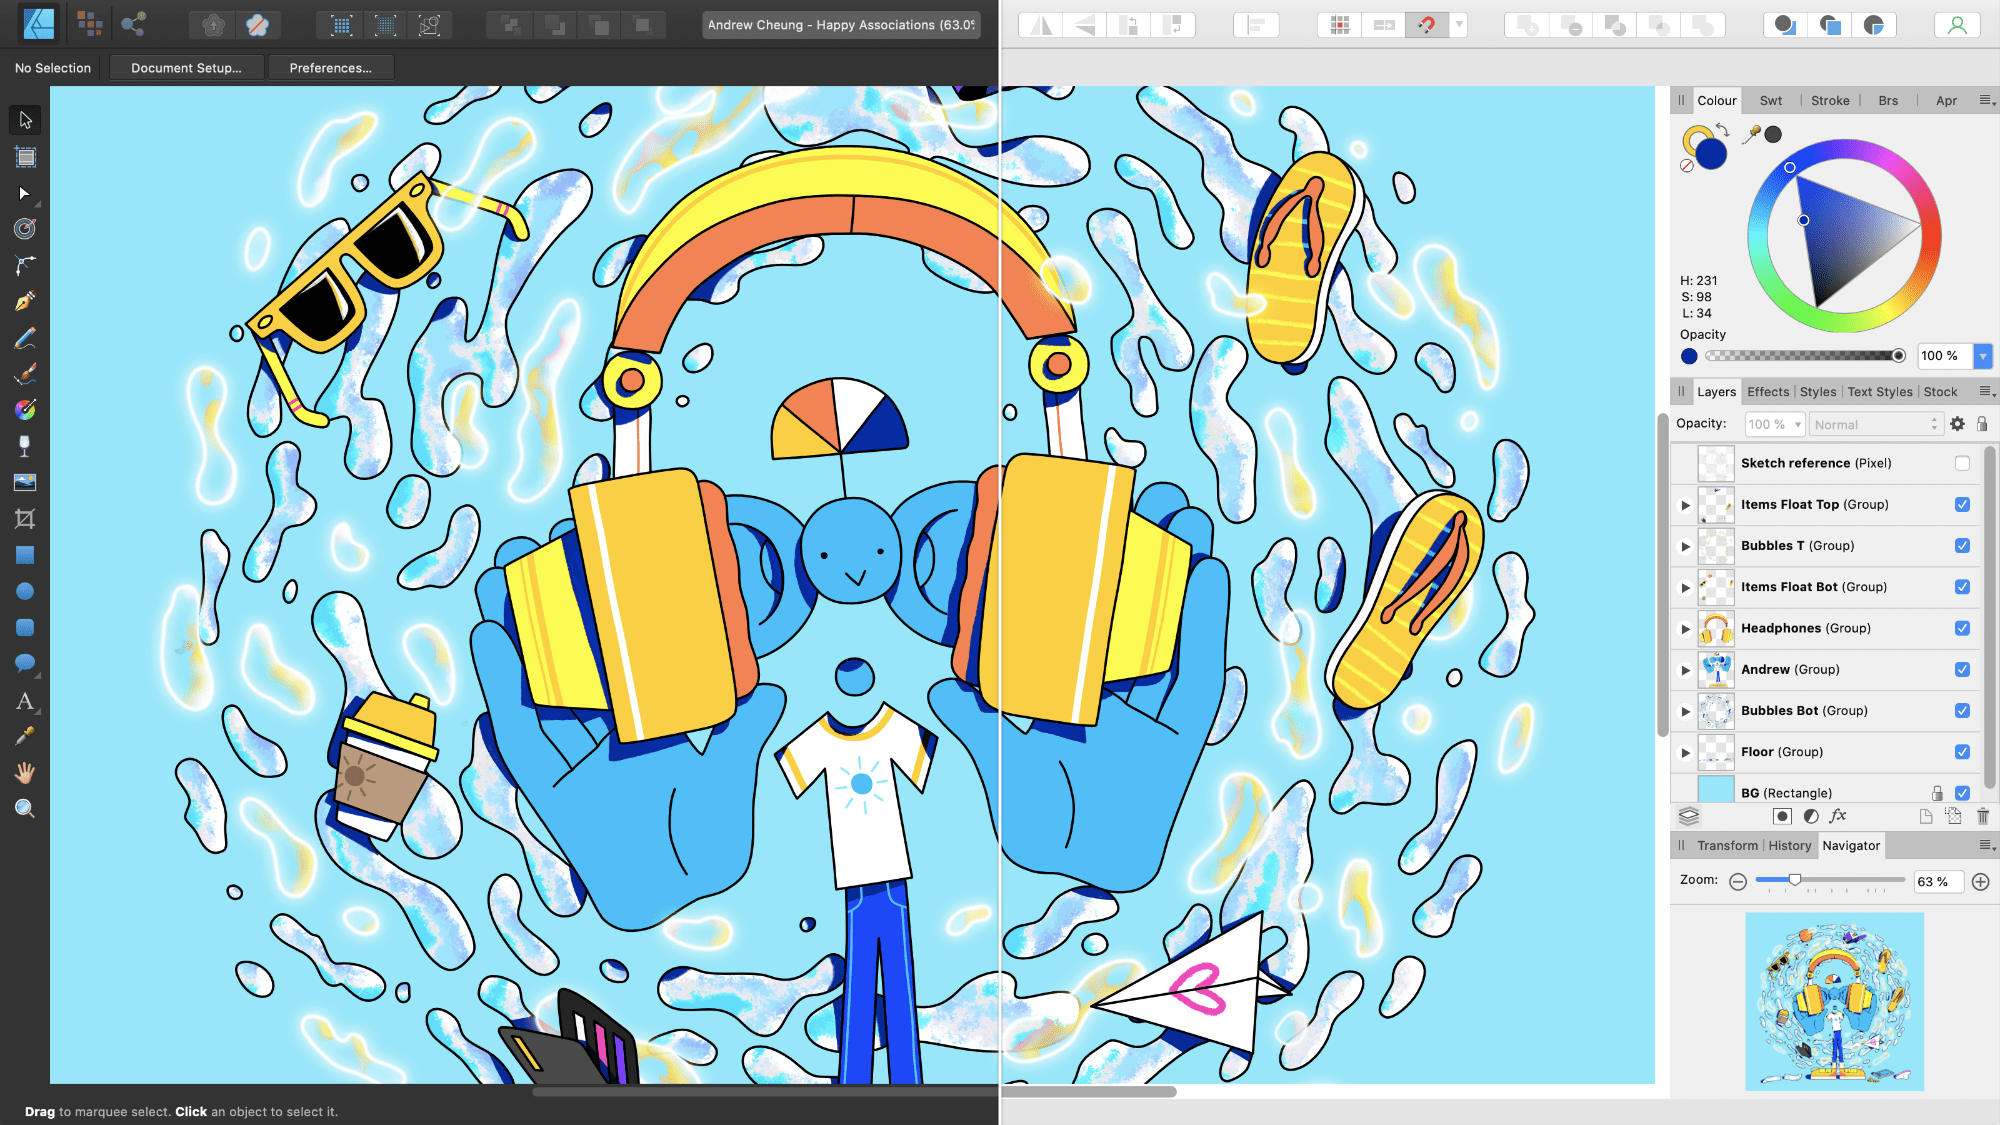 Andrew Cheung - Happy Associations (63.0%
No Selection
Document Setup...
Preferences...
Colour
Swt
Stroke
Brs
Apr
H: 231
S: 98
L: 34
Opacity
100 %
Layers
Effects
Styles
Text Styles
Stock
Opacity:
100 %
Normal
Sketch reference (Pixel)
Items Float Top (Group)
Bubbles T (Group)
Items Float Bot (Group)
Headphones (Group)
Andrew (Group)
Bubbles Bot (Group)
Floor (Group)
BG (Rectangle)
fx
Transform
History
Navigator
Zoom:
63 %
A
Drag to marquee select. Click an object to select it.